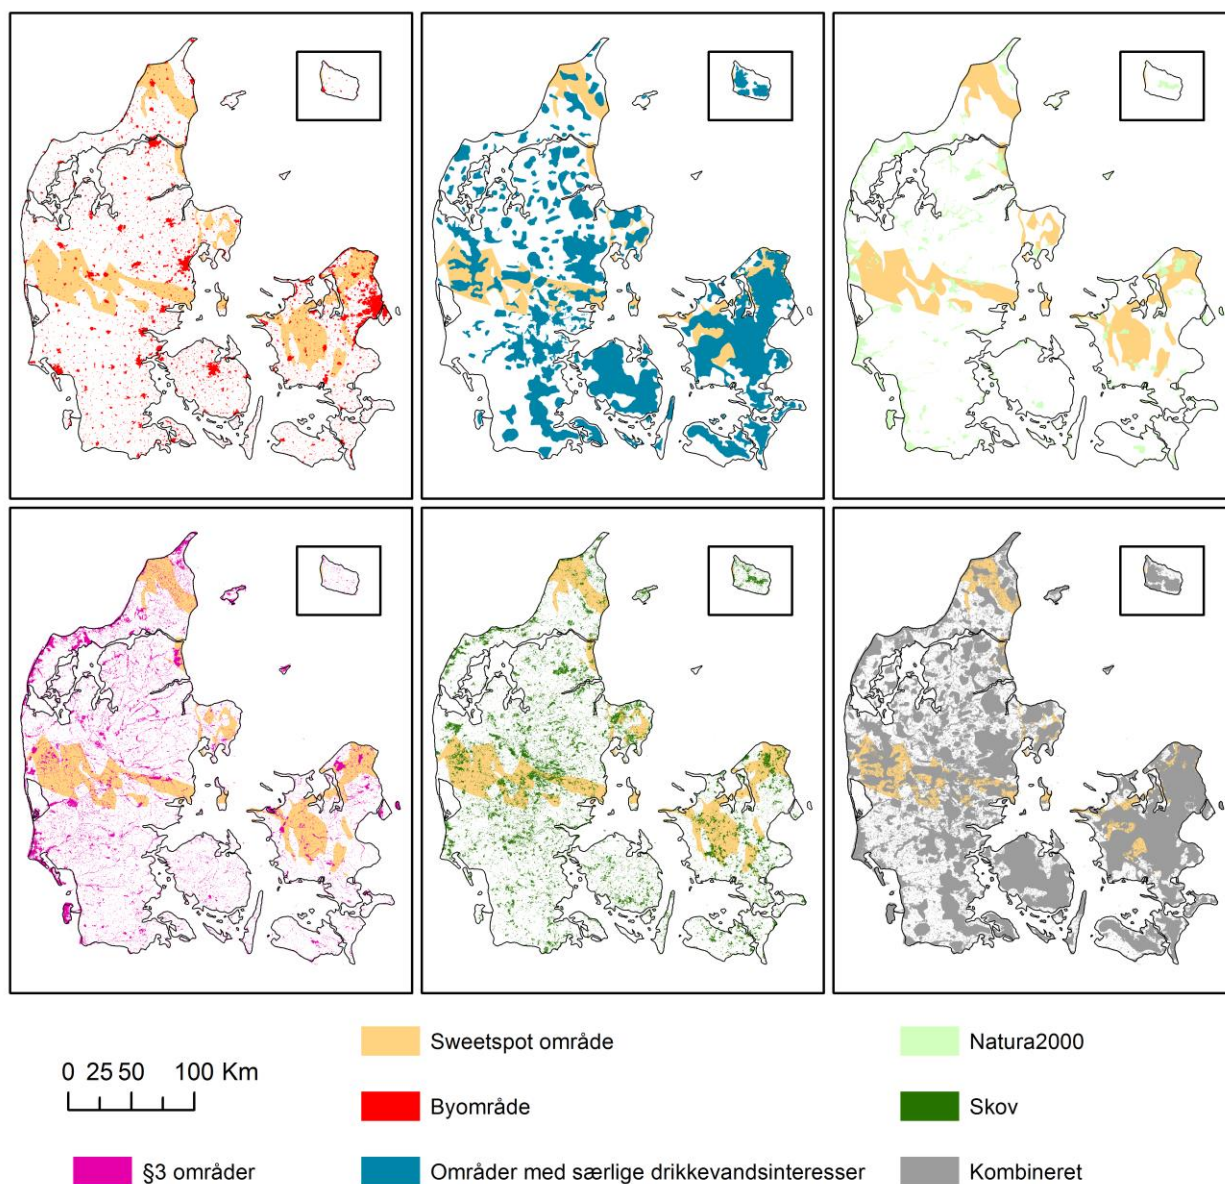 Sweetspot område
Natura2000
0 25 50 100 Km
Byområde
Skov
§3 områder
Områder med særlige drikkevandsinteresser
Kombineret